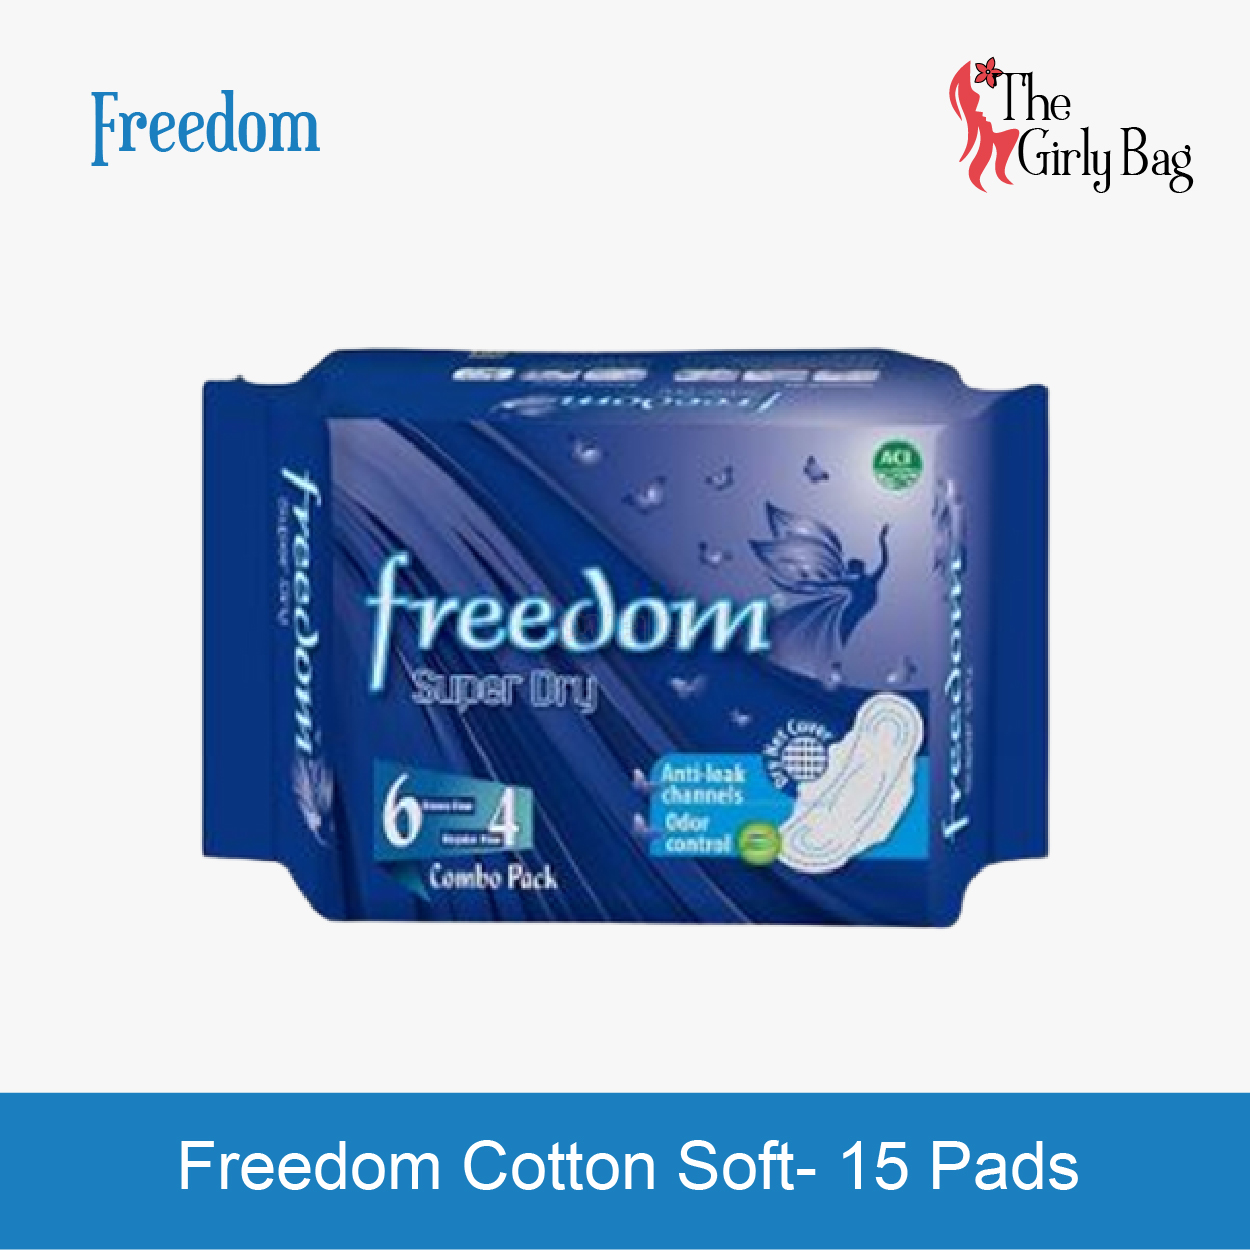 Freedom
The
Girly Bag
freedom
ACI
freedom
Super Dry
freedom
Super Dry
freedom
Dry Net Cover
Anti-leak
channels
Odor
control
6
4
Combo Pack
Freedom Cotton Soft- 15 Pads